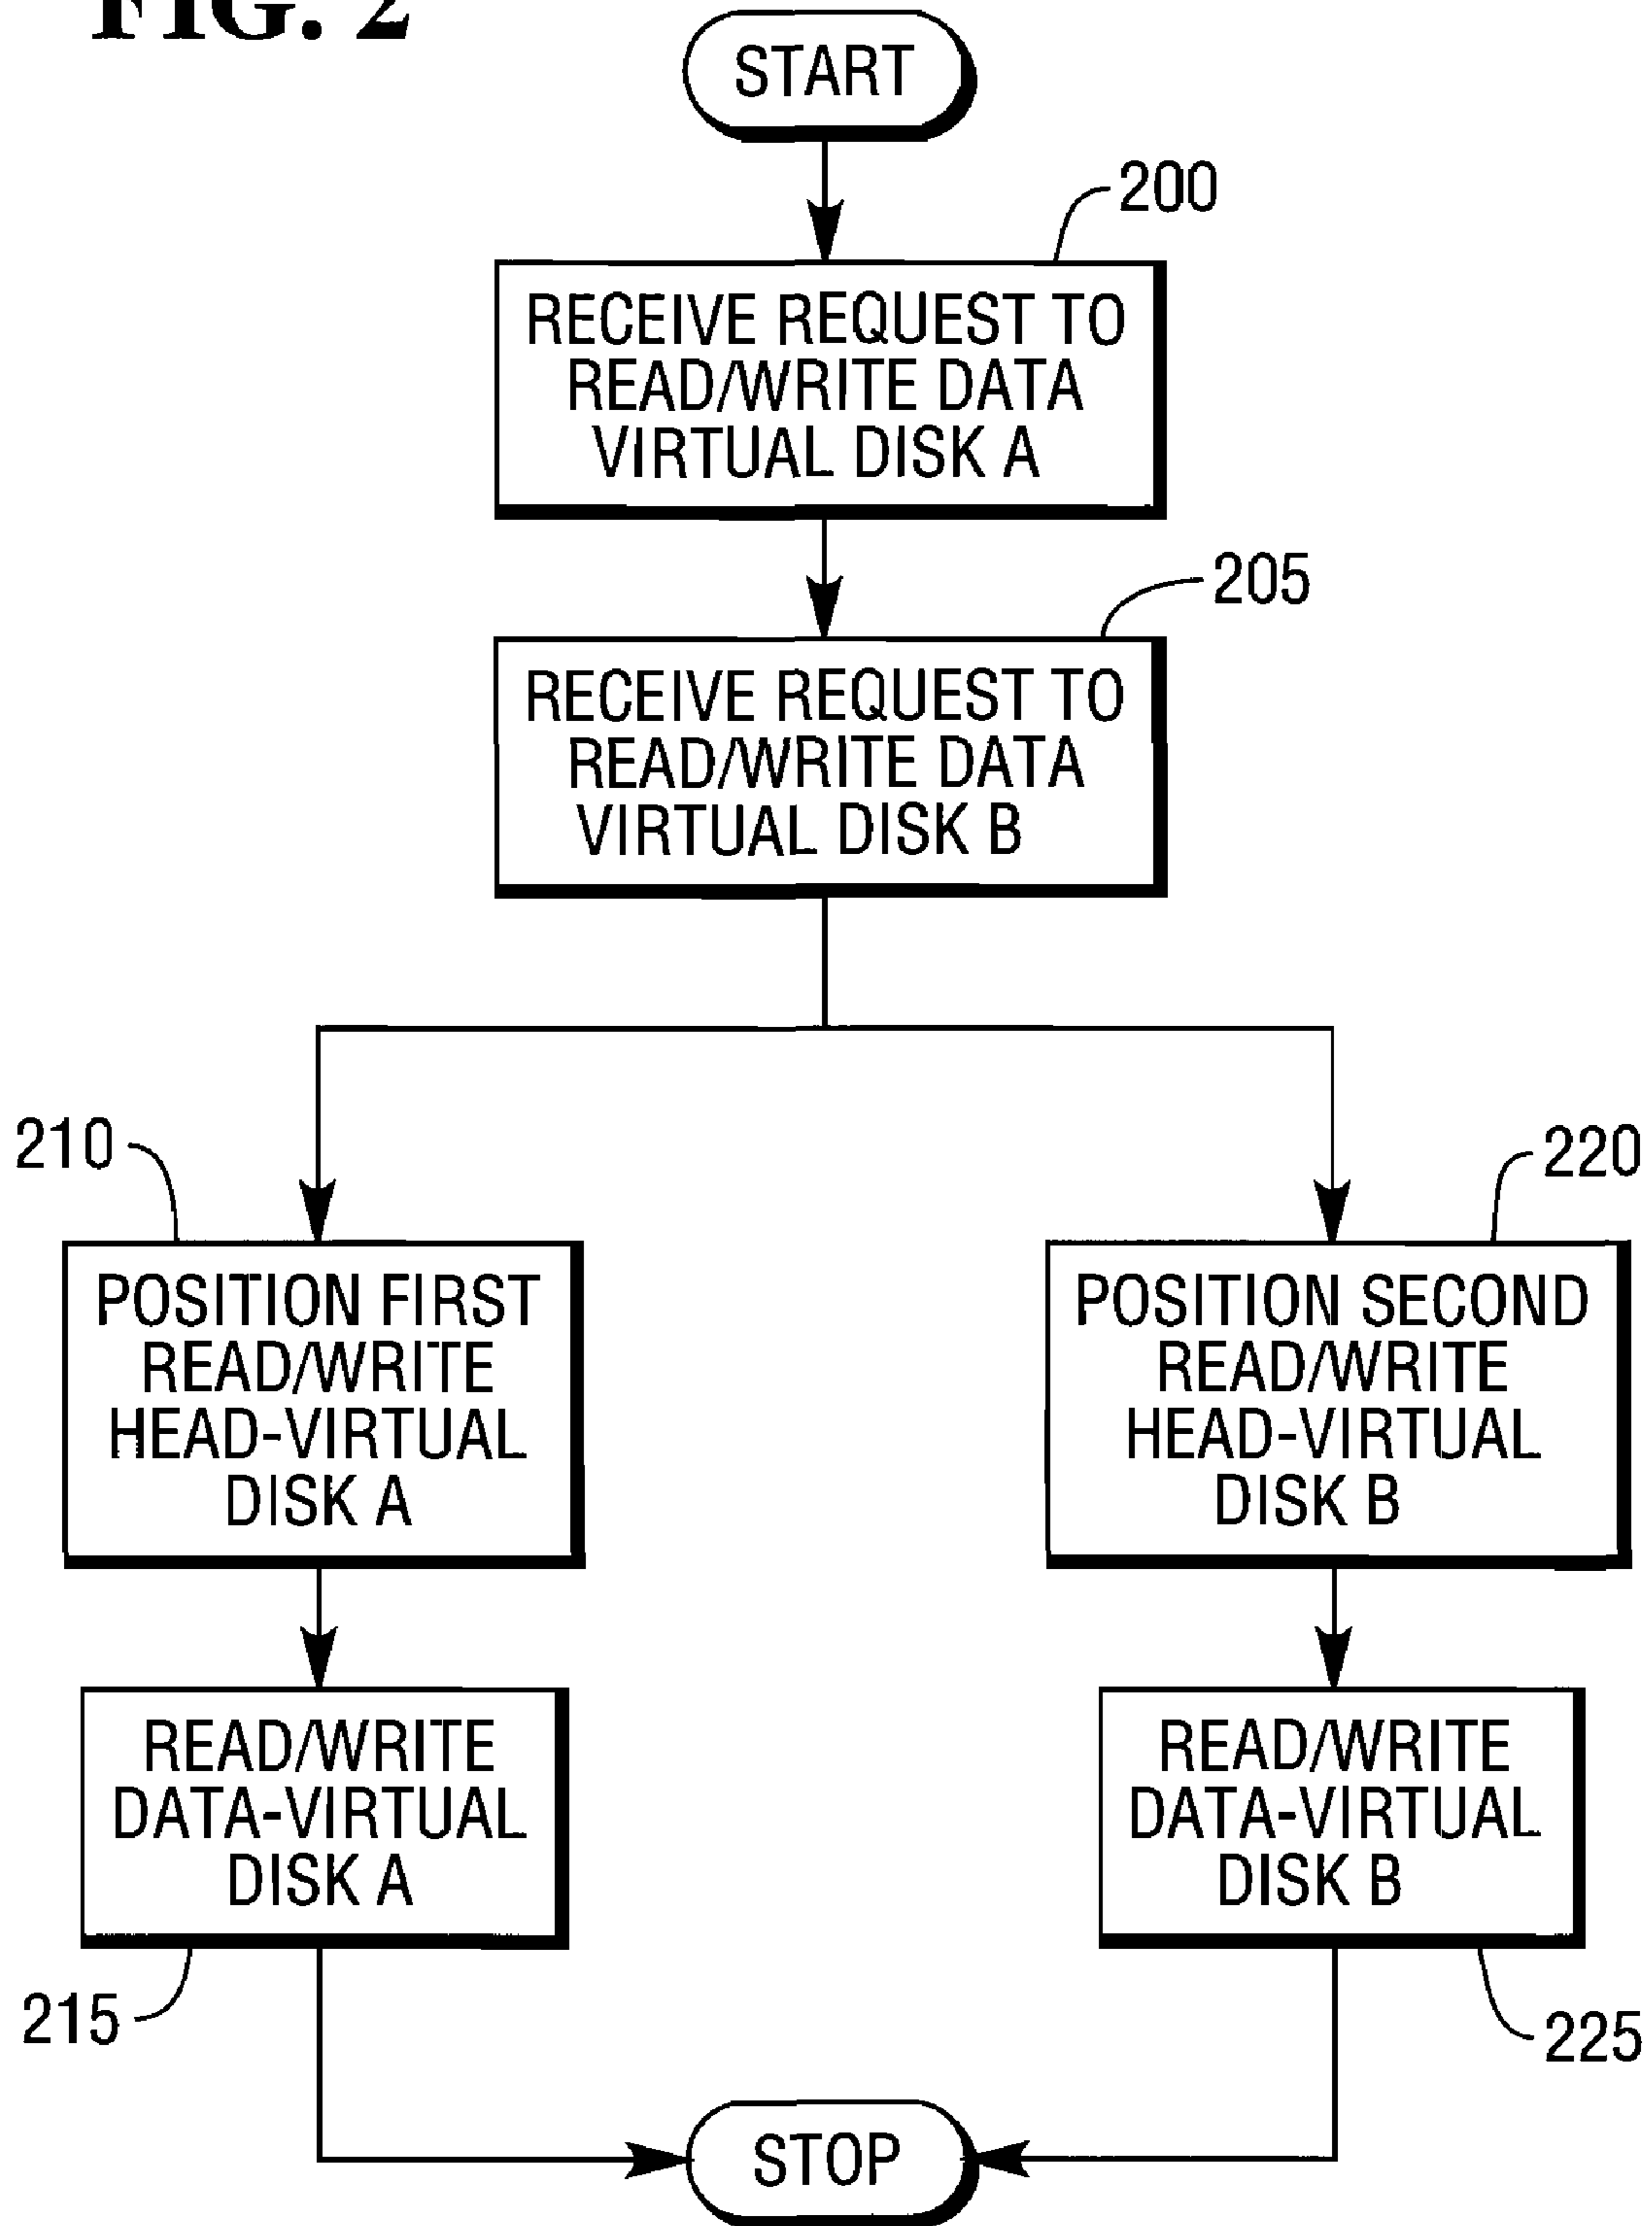 FIG. 2
START
200
RECEIVE REQUEST TO
READ/WRITE DATA
VIRTUAL DISK A
205
RECEIVE REQUEST TO
READ/WRITE DATA
VIRTUAL DISK B
210
POSITION FIRST
READ/WRITE
HEAD-VIRTUAL
DISK A
220
POSITION SECOND
READ/WRITE
HEAD-VIRTUAL
DISK B
READ/WRITE
DATA-VIRTUAL
DISK A
215
READ/WRITE
DATA-VIRTUAL
DISK B
225
STOP